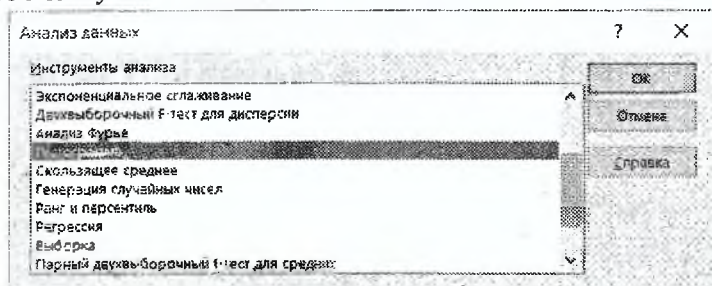 Анализ данных ? ×
Инструменты анализа
Экспоненциальное сглаживание
Двухвыборочный F-тест для дисперсии
Анализ Фурье
Скользящее среднее
Генерация случайных чисел
Ранг и персентиль
Регрессия
Выборка
Парный двухвыборочный t-тест для средних
ОК
Отмена
Справка